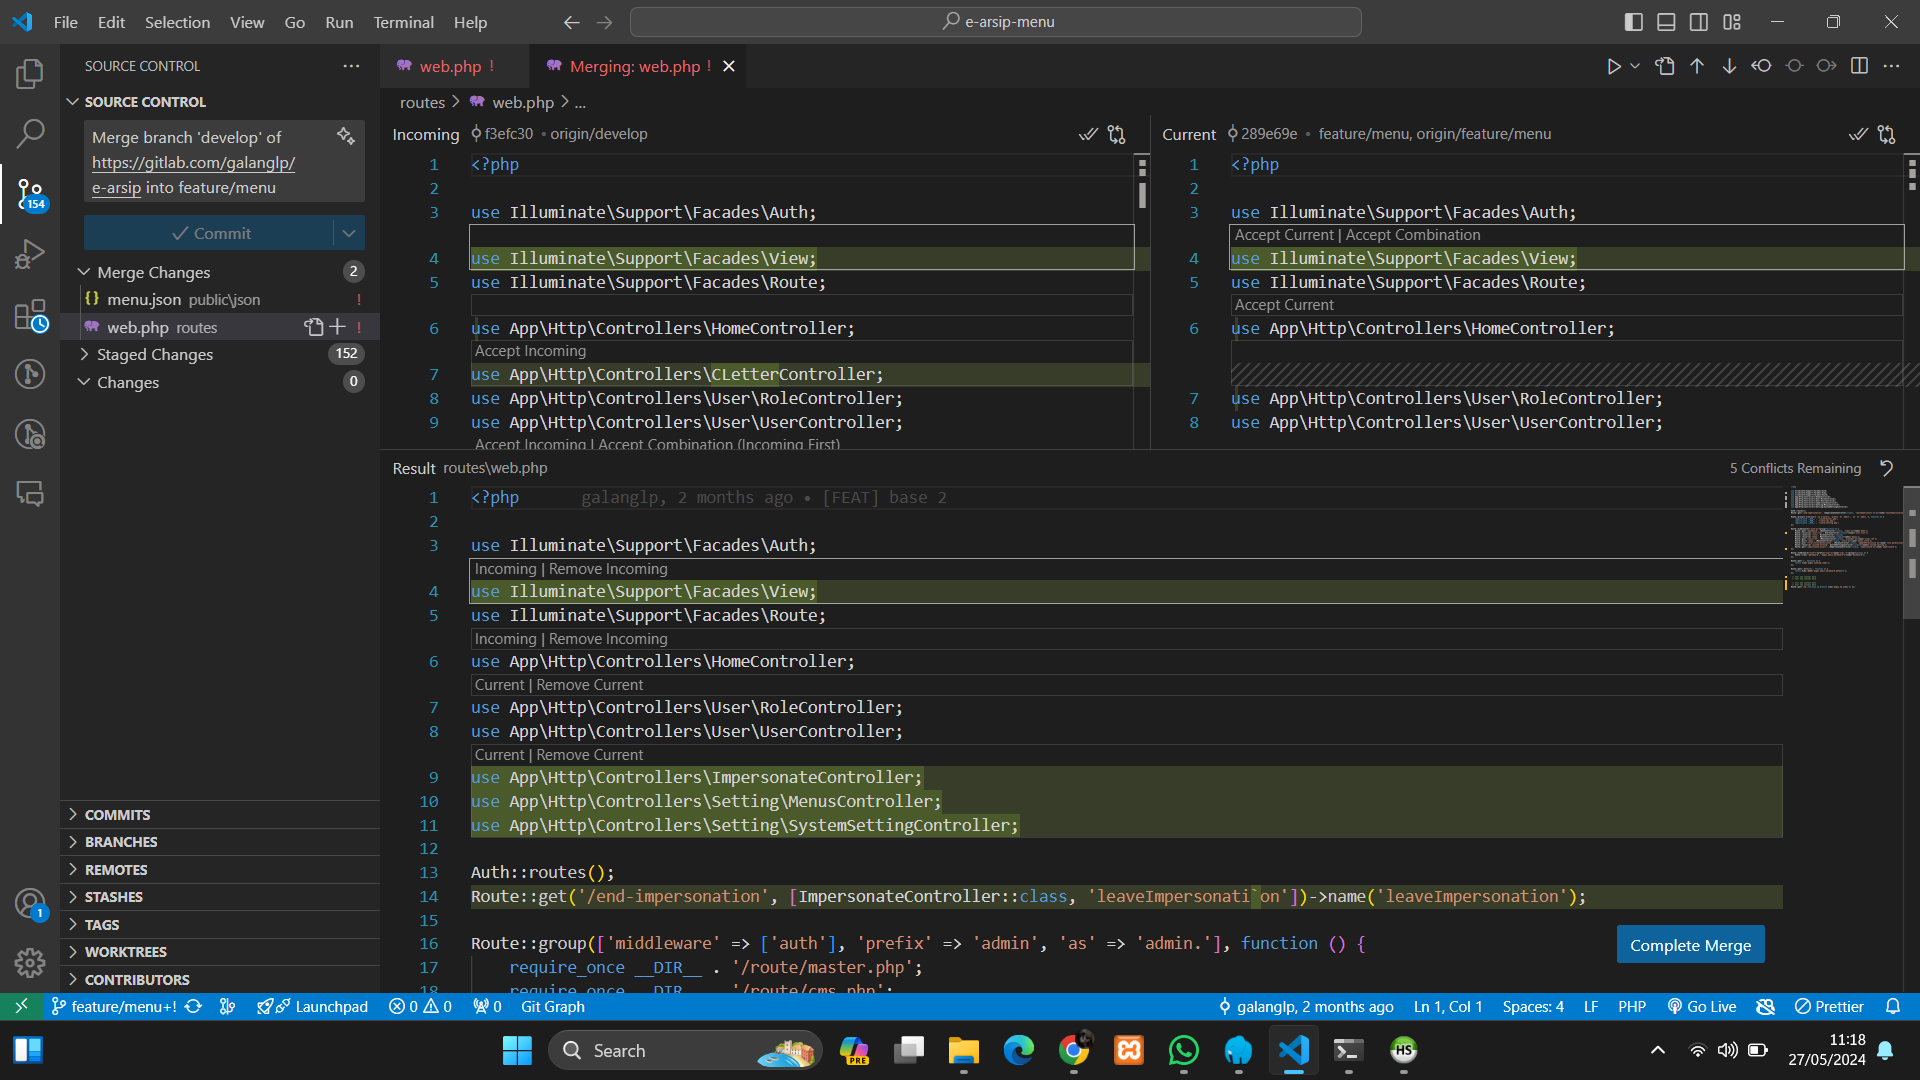 File Edit Selection View Go Run Terminal Help
e-arsip-menu
SOURCE CONTROL
SOURCE CONTROL
Merge branch 'develop' of
https://gitlab.com/galanglp/
e-arsip into feature/menu
154
Commit
Merge Changes 2
menu.json public\json !
web.php routes !
Staged Changes 152
Changes 0
COMMITS
BRANCHES
REMOTES
STASHES
TAGS
WORKTREES
CONTRIBUTORS
1
web.php !
Merging: web.php !
routes > web.php > ...
Incoming f3efc30 • origin/develop
1 <?php
2
3 use Illuminate\Support\Facades\Auth;
4 use Illuminate\Support\Facades\View;
5 use Illuminate\Support\Facades\Route;
6 use App\Http\Controllers\HomeController;
Accept Incoming
7 use App\Http\Controllers\CLetterController;
8 use App\Http\Controllers\User\RoleController;
9 use App\Http\Controllers\User\UserController;
Accept Incoming | Accept Combination (Incoming First)
Current 289e69e • feature/menu, origin/feature/menu
1 <?php
2
3 use Illuminate\Support\Facades\Auth;
Accept Current | Accept Combination
4 use Illuminate\Support\Facades\View;
5 use Illuminate\Support\Facades\Route;
Accept Current
6 use App\Http\Controllers\HomeController;
7 use App\Http\Controllers\User\RoleController;
8 use App\Http\Controllers\User\UserController;
Result routes\web.php
5 Conflicts Remaining
1 <?php galanglp, 2 months ago • [FEAT] base 2
2
3 use Illuminate\Support\Facades\Auth;
Incoming | Remove Incoming
4 use Illuminate\Support\Facades\View;
5 use Illuminate\Support\Facades\Route;
Incoming | Remove Incoming
6 use App\Http\Controllers\HomeController;
Current | Remove Current
7 use App\Http\Controllers\User\RoleController;
8 use App\Http\Controllers\User\UserController;
Current | Remove Current
9 use App\Http\Controllers\ImpersonateController;
10 use App\Http\Controllers\Setting\MenusController;
11 use App\Http\Controllers\Setting\SystemSettingController;
12
13 Auth::routes();
14 Route::get('/end-impersonation', [ImpersonateController::class, 'leaveImpersonati`on'])->name('leaveImpersonation');
15
16 Route::group(['middleware' => ['auth'], 'prefix' => 'admin', 'as' => 'admin.'], function () {
17 require_once __DIR__ . '/route/master.php';
18 require_once __DIR__ . '/route/cms.php';
Complete Merge
feature/menu+! Launchpad 0 0 0 Git Graph
galanglp, 2 months ago Ln 1, Col 1 Spaces: 4 LF PHP Go Live Prettier
Search
PRE
HS
11:18
27/05/2024